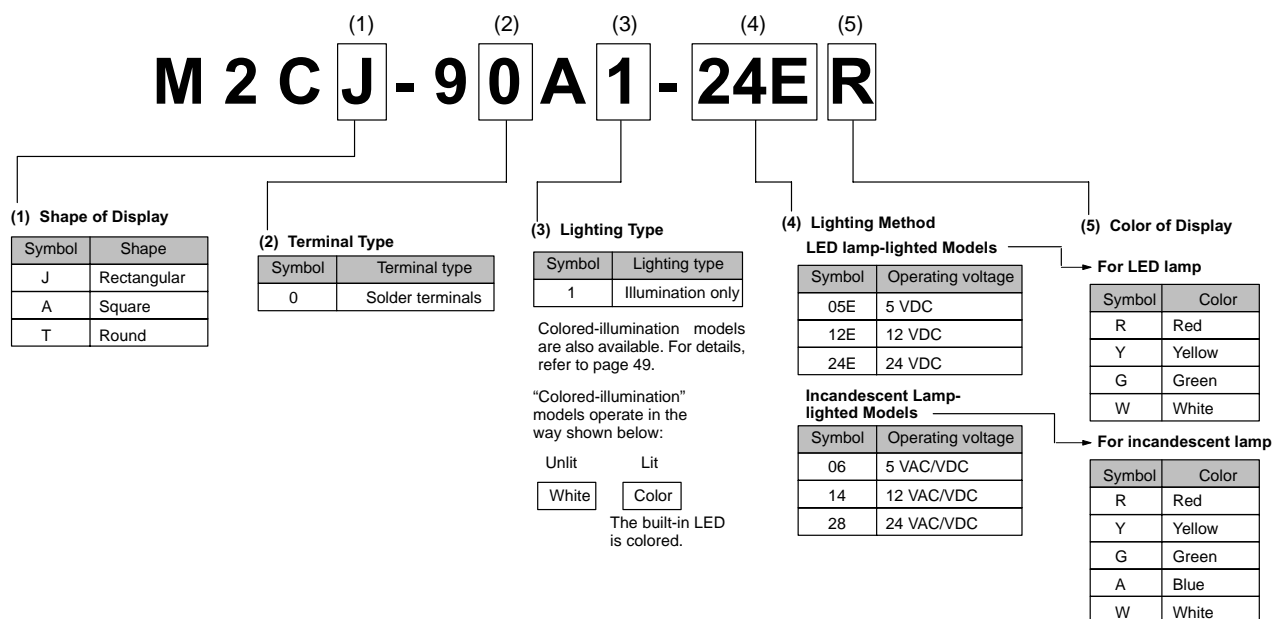 (1) (2) (3) (4) (5)
M2CJ-90A1-24ER
(1) Shape of Display
Symbol Shape
J Rectangular
A Square
T Round
(2) Terminal Type
Symbol Terminal type
0 Solder terminals
(3) Lighting Type
Symbol Lighting type
1 Illumination only
Colored-illumination models
are also available. For details,
refer to page 49.
“Colored-illumination”
models operate in the
way shown below:
Unlit Lit
White Color
The built-in LED
is colored.
(4) Lighting Method
LED lamp-lighted Models
Symbol Operating voltage
05E 5 VDC
12E 12 VDC
24E 24 VDC
Incandescent Lamp-
lighted Models
Symbol Operating voltage
06 5 VAC/VDC
14 12 VAC/VDC
28 24 VAC/VDC
(5) Color of Display
For LED lamp
Symbol Color
R Red
Y Yellow
G Green
W White
For incandescent lamp
Symbol Color
R Red
Y Yellow
G Green
A Blue
W White